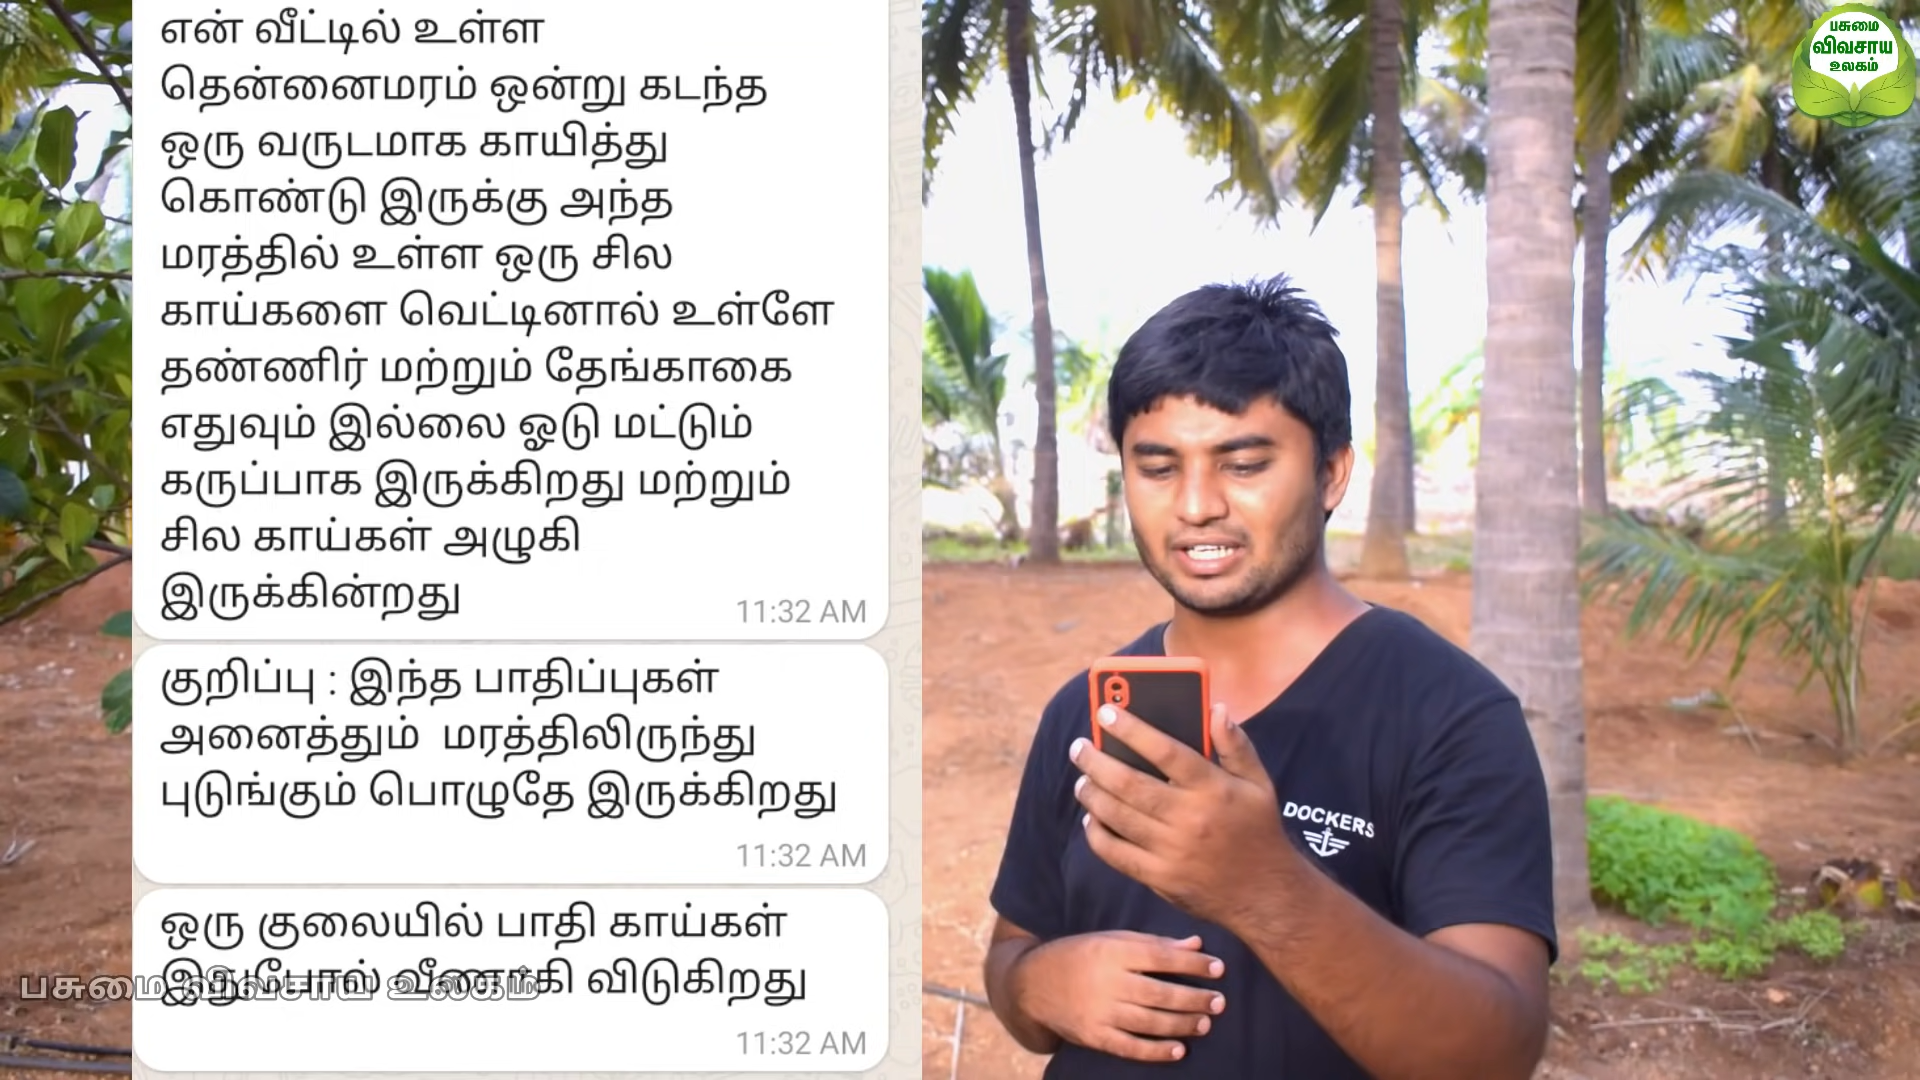 என் வீட்டில் உள்ள
தென்னைமரம் ஒன்று கடந்த
ஒரு வருடமாக காயித்து
கொண்டு இருக்கு அந்த
மரத்தில் உள்ள ஒரு சில
காய்களை வெட்டினால் உள்ளே
தண்ணிர் மற்றும் தேங்காகை
எதுவும் இல்லை ஓடு மட்டும்
கருப்பாக இருக்கிறது மற்றும்
சில காய்கள் அழுகி
இருக்கின்றது
11:32 AM
குறிப்பு : இந்த பாதிப்புகள்
அனைத்தும் மரத்திலிருந்து
புடுங்கும் பொழுதே இருக்கிறது
11:32 AM
ஒரு குலையில் பாதி காய்கள்
இதுபோல் வீணாகி விடுகிறது
11:32 AM
பசுமை விவசாய உலகம்
பசுமை
விவசாய
உலகம்
DOCKERS